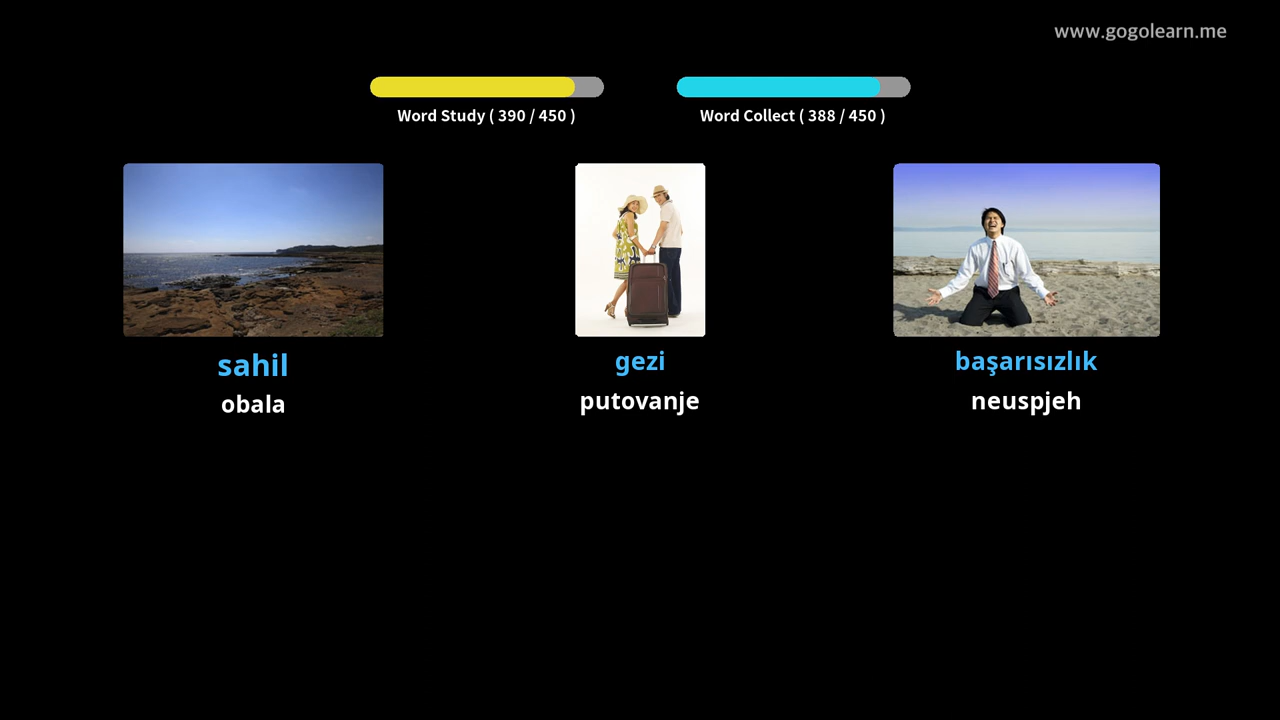 www.gogolearn.me
Word Study ( 390 / 450 )
Word Collect ( 388 / 450 )
sahil
obala
gezi
putovanje
başarısızlık
neuspjeh